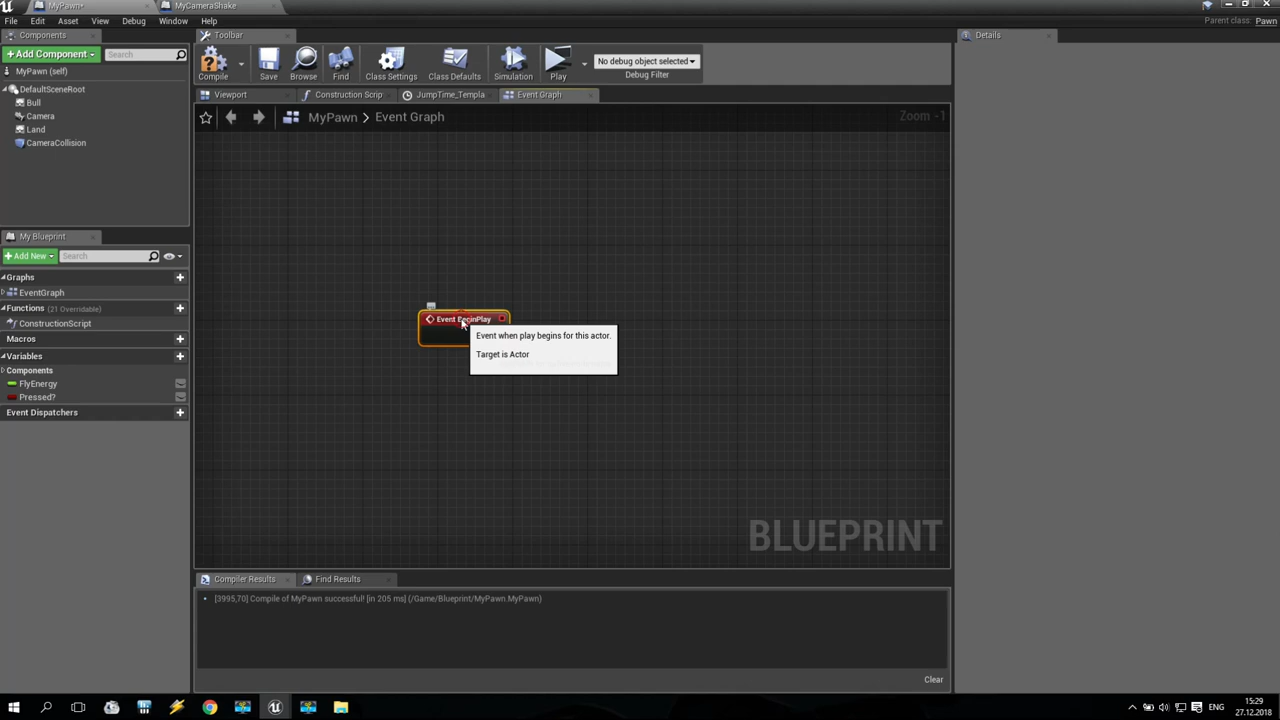 MyPawn*
MyCameraShake
File Edit Asset View Debug Window Help
Parent class: Pawn
Components
Toolbar
Details
+Add Component
Search
MyPawn (self)
DefaultSceneRoot
Bull
Camera
Land
CameraCollision
Compile
Save
Browse
Find
Class Settings
Class Defaults
Simulation
Play
No debug object selected
Debug Filter
Viewport
Construction Scrip
JumpTime_Templa
Event Graph
MyPawn > Event Graph
Zoom -1
My Blueprint
+Add New
Search
Graphs
EventGraph
Functions (21 Overridable)
ConstructionScript
Macros
Variables
Components
FlyEnergy
Pressed?
Event Dispatchers
Event BeginPlay
Event when play begins for this actor.
Target is Actor
BLUEPRINT
Compiler Results
Find Results
[3995,70] Compile of MyPawn successful! [in 205 ms] (/Game/Blueprint/MyPawn.MyPawn)
Clear
ENG
15:29
27.12.2018